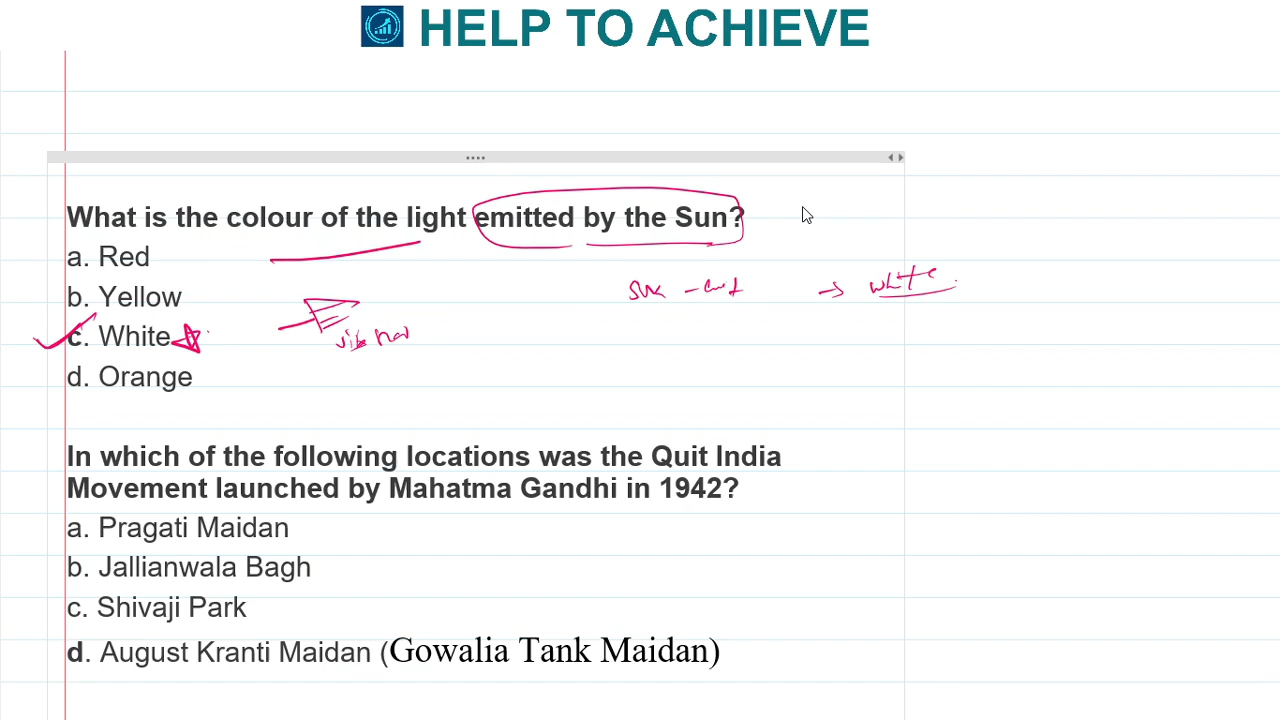 HELP TO ACHIEVE
What is the colour of the light emitted by the Sun?
a. Red
b. Yellow
white
c. White
d. Orange
In which of the following locations was the Quit India
Movement launched by Mahatma Gandhi in 1942?
a. Pragati Maidan
b. Jallianwala Bagh
c. Shivaji Park
d. August Kranti Maidan (Gowalia Tank Maidan)